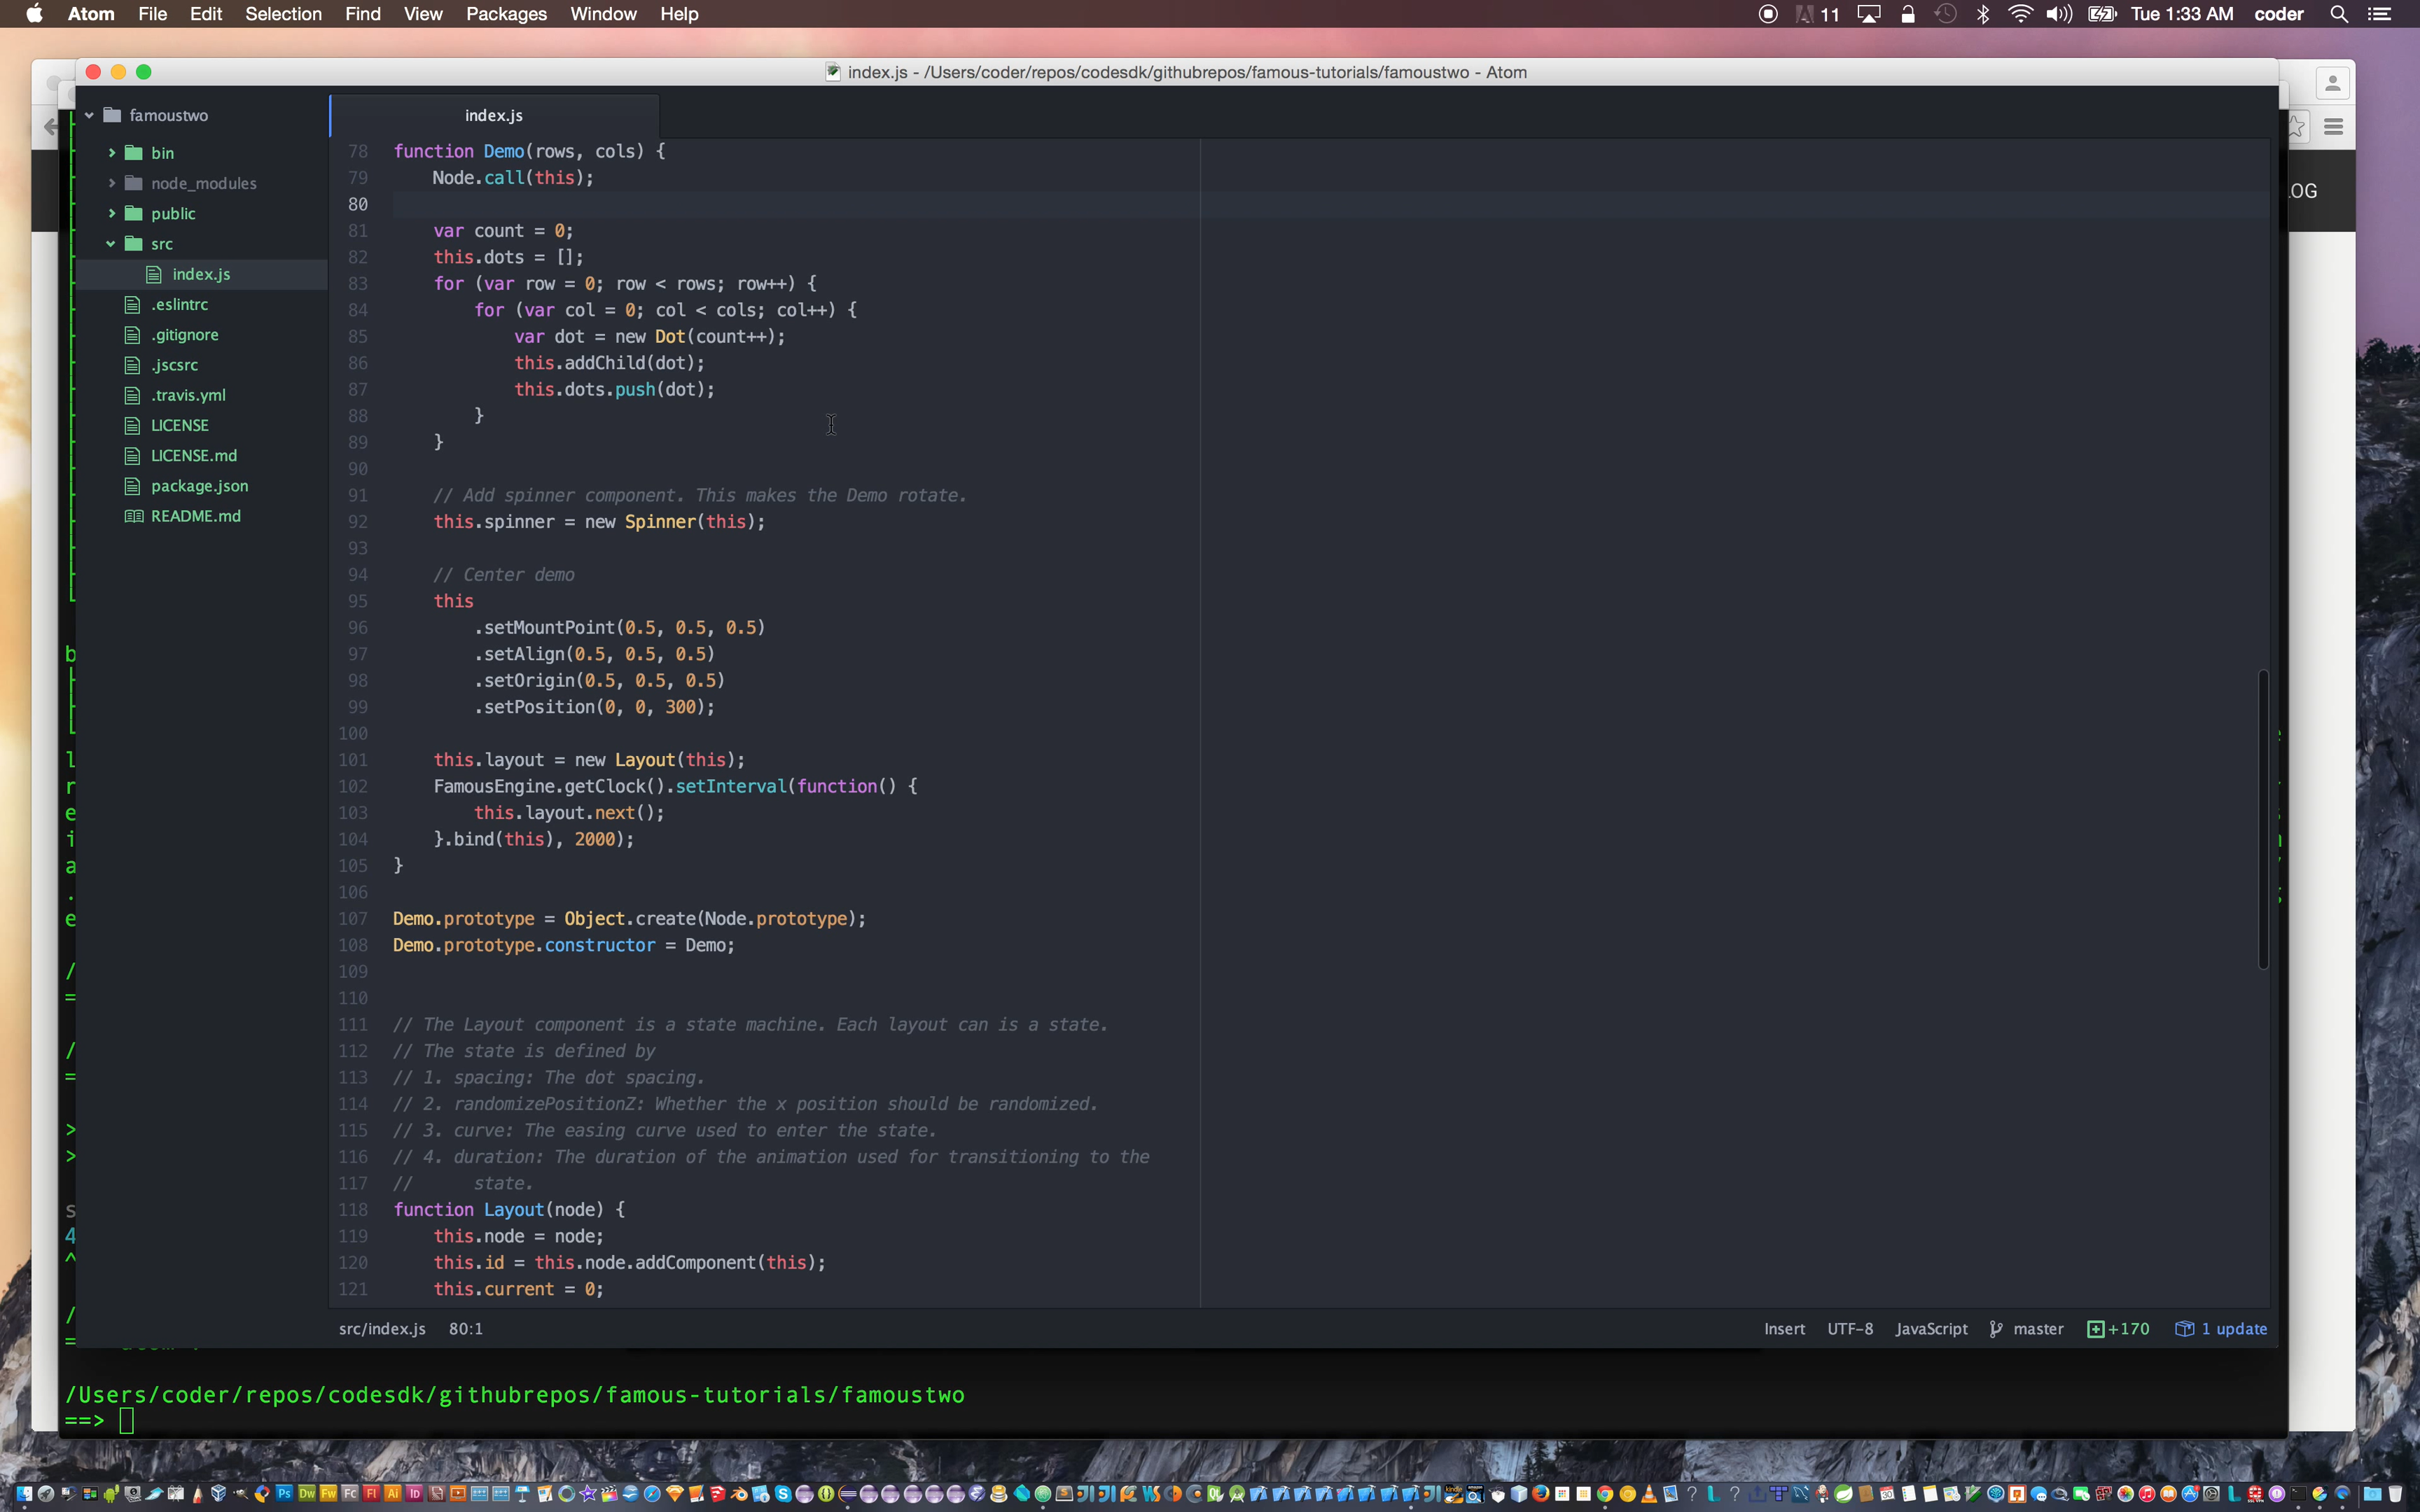 Atom File Edit Selection Find View Packages Window Help
11 Tue 1:33 AM coder
index.js - /Users/coder/repos/codesdk/githubrepos/famous-tutorials/famoustwo - Atom
famoustwo
bin
node_modules
public
src
index.js
.eslintrc
.gitignore
.jscsrc
.travis.yml
LICENSE
LICENSE.md
package.json
README.md
index.js
78 function Demo(rows, cols) {
79 Node.call(this);
80
81 var count = 0;
82 this.dots = [];
83 for (var row = 0; row < rows; row++) {
84 for (var col = 0; col < cols; col++) {
85 var dot = new Dot(count++);
86 this.addChild(dot);
87 this.dots.push(dot);
88 }
89 }
90
91 // Add spinner component. This makes the Demo rotate.
92 this.spinner = new Spinner(this);
93
94 // Center demo
95 this
96 .setMountPoint(0.5, 0.5, 0.5)
97 .setAlign(0.5, 0.5, 0.5)
98 .setOrigin(0.5, 0.5, 0.5)
99 .setPosition(0, 0, 300);
100
101 this.layout = new Layout(this);
102 FamousEngine.getClock().setInterval(function() {
103 this.layout.next();
104 }.bind(this), 2000);
105 }
106
107 Demo.prototype = Object.create(Node.prototype);
108 Demo.prototype.constructor = Demo;
109
110
111 // The Layout component is a state machine. Each layout can is a state.
112 // The state is defined by
113 // 1. spacing: The dot spacing.
114 // 2. randomizePositionZ: Whether the x position should be randomized.
115 // 3. curve: The easing curve used to enter the state.
116 // 4. duration: The duration of the animation used for transitioning to the
117 // state.
118 function Layout(node) {
119 this.node = node;
120 this.id = this.node.addComponent(this);
121 this.current = 0;
src/index.js 80:1 Insert UTF-8 JavaScript master +170 1 update
/Users/coder/repos/codesdk/githubrepos/famous-tutorials/famoustwo
==>